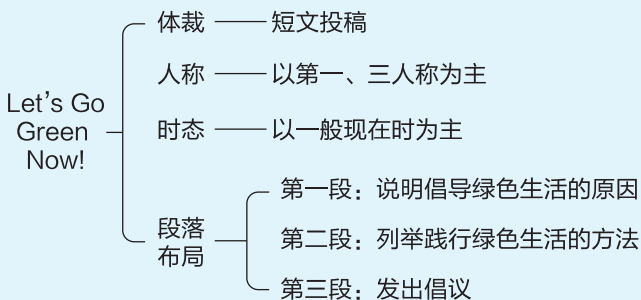 Let's Go
Green
Now!
体裁
短文投稿
人称
以第一、三人称为主
时态
以一般现在时为主
段落
布局
第一段：说明倡导绿色生活的原因
第二段：列举践行绿色生活的方法
第三段：发出倡议